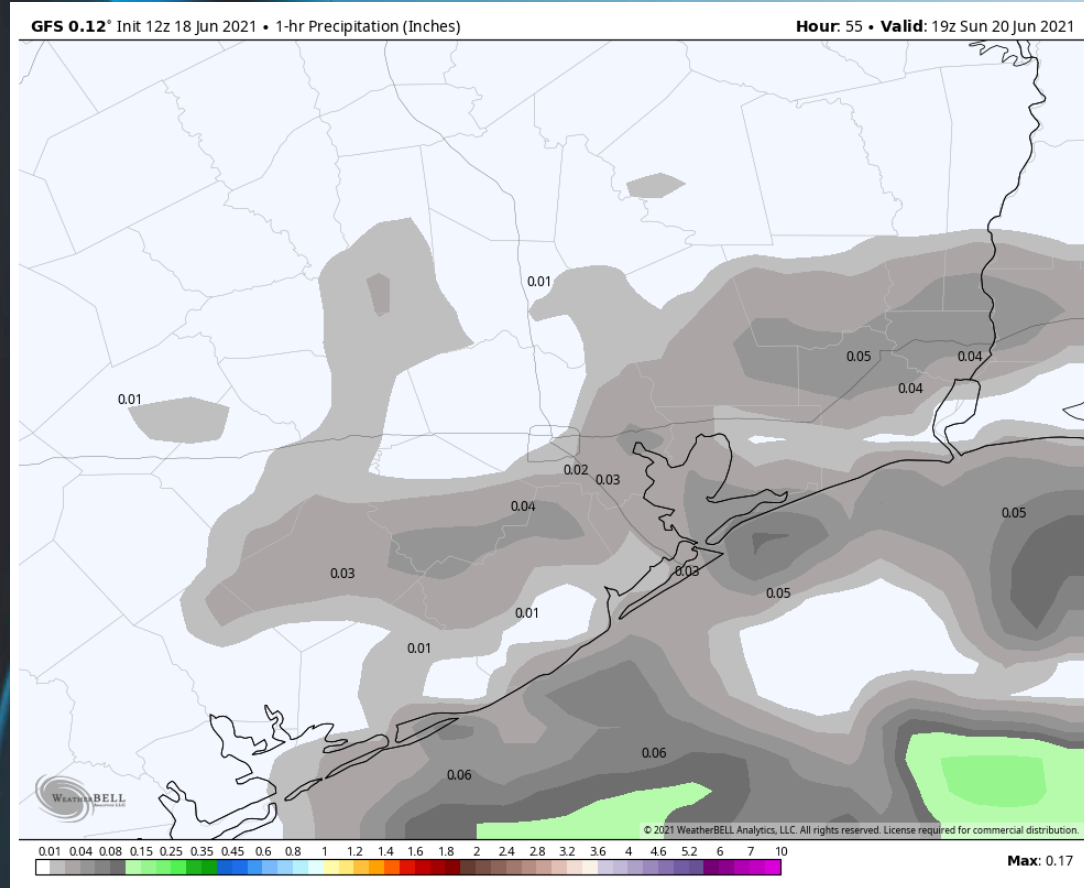 GFS 0.12° Init 12z 18 Jun 2021 • 1-hr Precipitation (Inches)
Hour: 55 • Valid: 19z Sun 20 Jun 2021
0.01
0.05
0.04
0.04
0.01
0.02
0.03
0.04
0.05
0.03
0.03
0.05
0.01
0.01
0.06
0.06
WEATHERBELL
© 2021 WeatherBELL Analytics, LLC. All rights reserved. License required for commercial distribution.
0.01 0.04 0.08 0.15 0.25 0.35 0.45 0.6 0.8 1 1.2 1.4 1.6 1.8 2 2.4 2.8 3.2 3.6 4 4.6 5.2 6 7 10
Max: 0.17